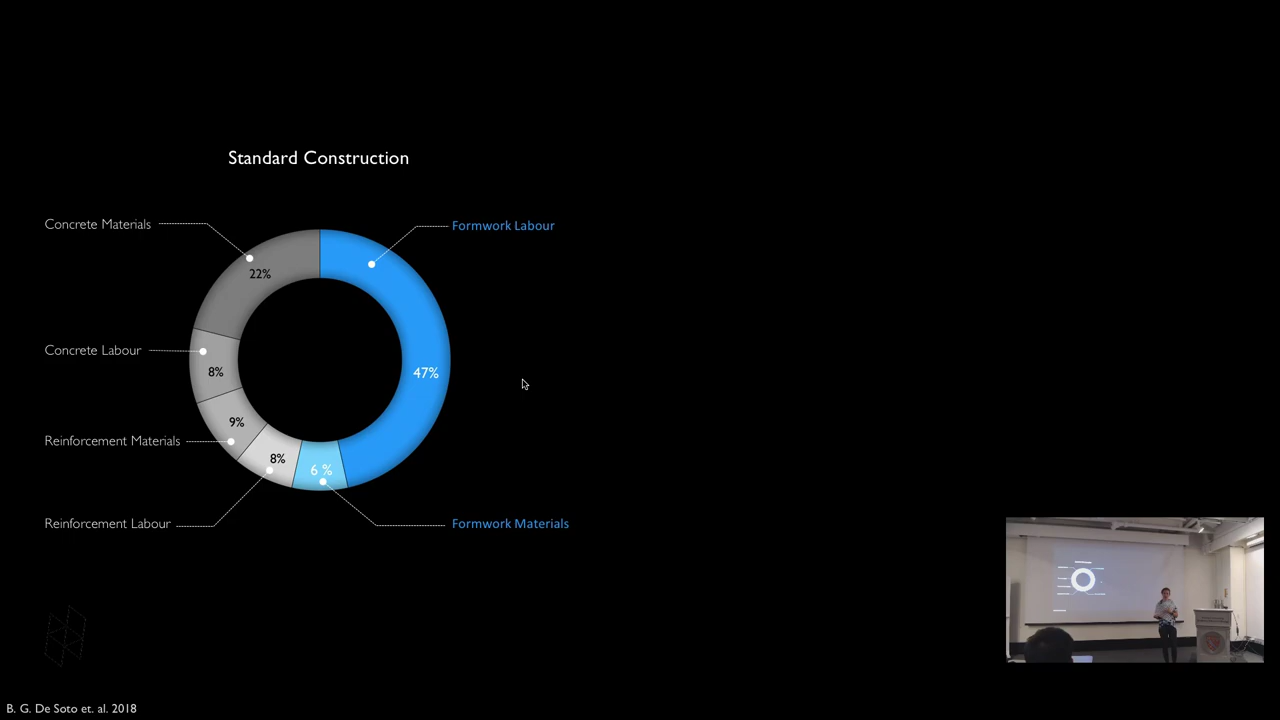 Standard Construction
Concrete Materials
Formwork Labour
22%
Concrete Labour
8%
47%
9%
Reinforcement Materials
8%
6 %
Reinforcement Labour
Formwork Materials
B. G. De Soto et. al. 2018